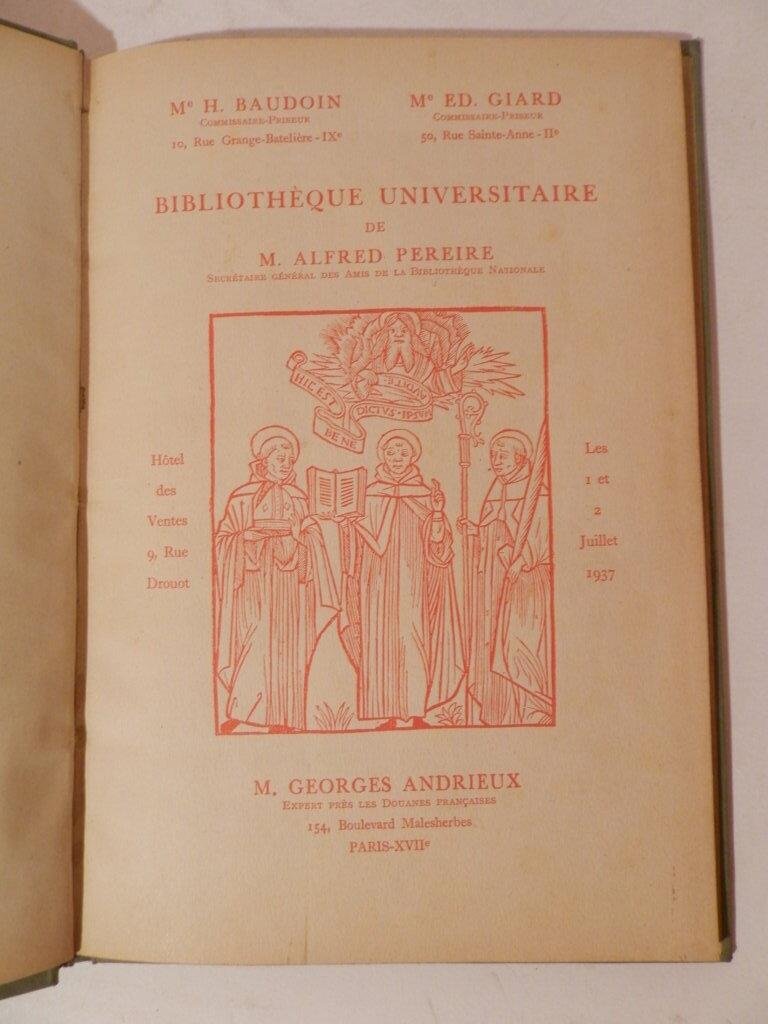 Mᵉ H. BAUDOIN
COMMISSAIRE-PRISEUR
10, Rue Grange-Batelière - IXᵉ
Mᵉ ED. GIARD
COMMISSAIRE-PRISEUR
50, Rue Sainte-Anne - IIᵉ
BIBLIOTHÈQUE UNIVERSITAIRE
DE
M. ALFRED PEREIRE
SECRÉTAIRE GÉNÉRAL DES AMIS DE LA BIBLIOTHÈQUE NATIONALE
HIC EST
BENE
DICTVS · IPSVM
AVDITE
Hôtel
des
Ventes
9, Rue
Drouot
Les
1 et
2
Juillet
1937
M. GEORGES ANDRIEUX
EXPERT PRÈS LES DOUANES FRANÇAISES
154, Boulevard Malesherbes
PARIS-XVIIᵉ